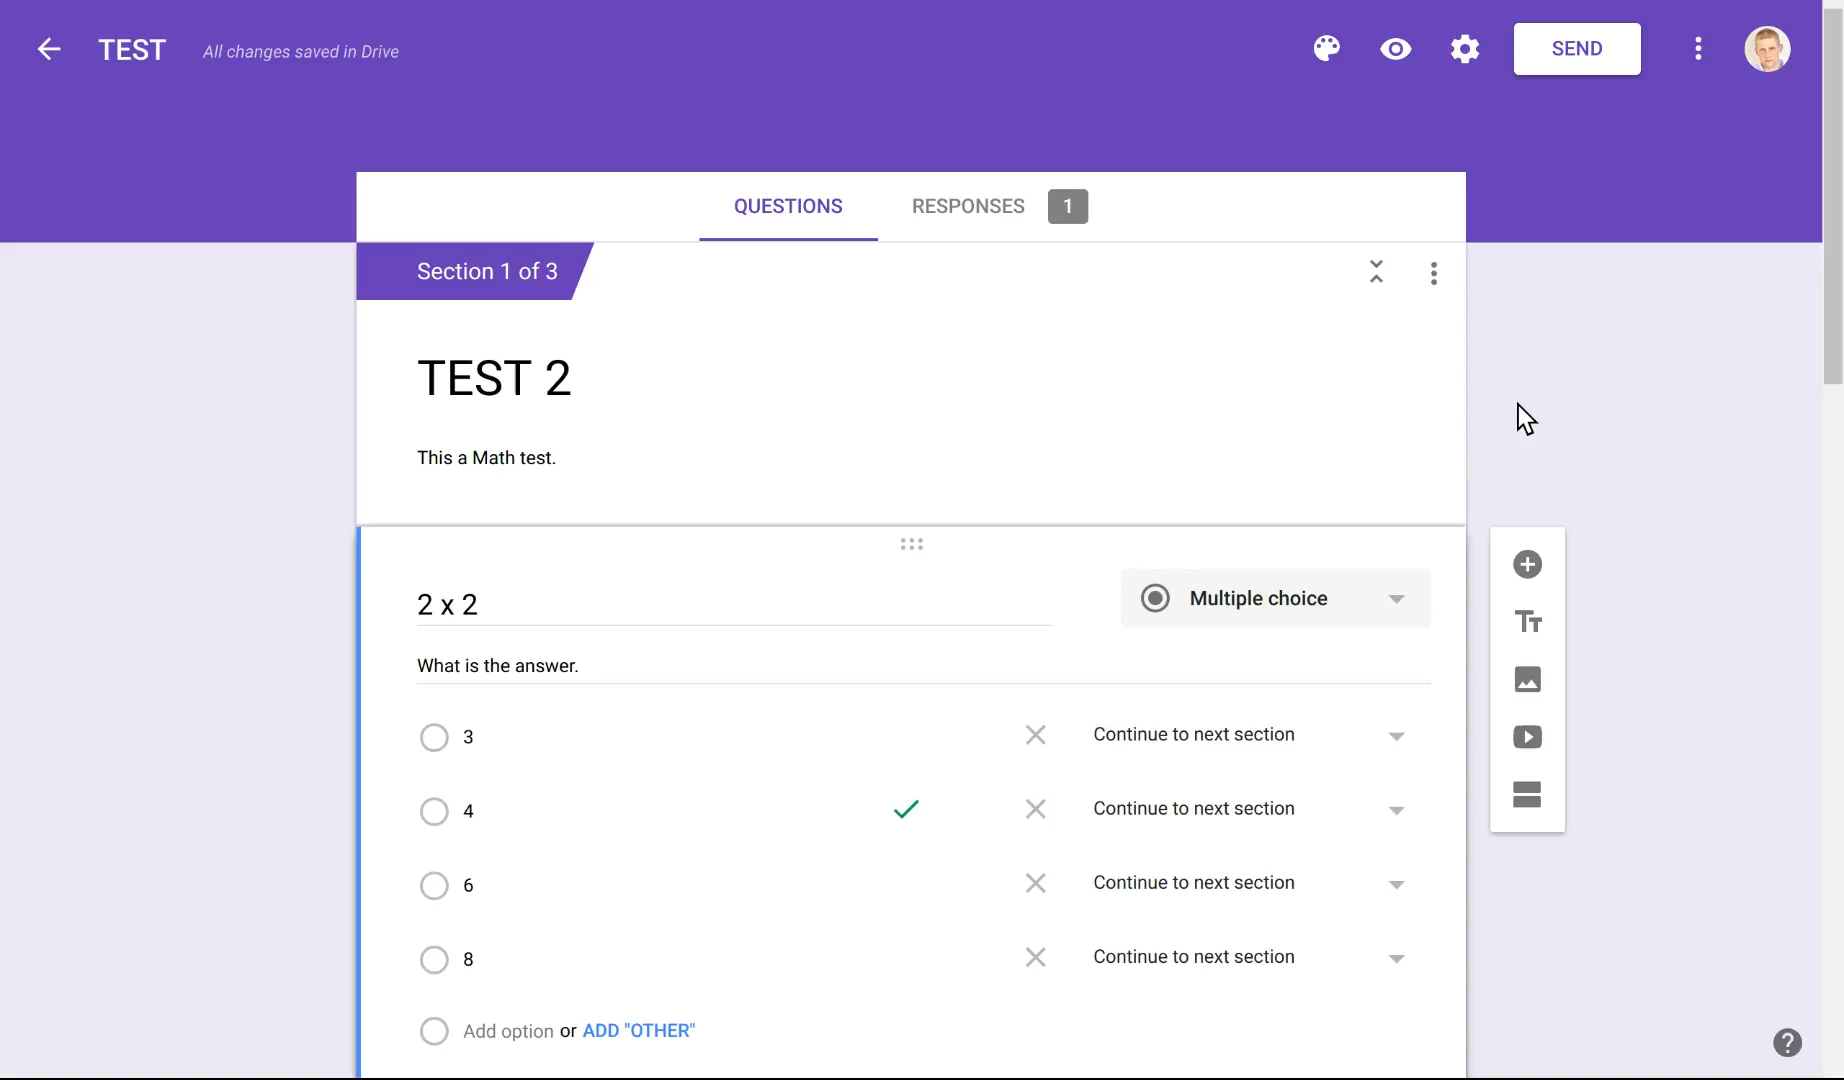 TEST All changes saved in Drive SEND
QUESTIONS RESPONSES 1
Section 1 of 3
TEST 2
This a Math test.
2 x 2 Multiple choice
What is the answer.
3 Continue to next section
4 Continue to next section
6 Continue to next section
8 Continue to next section
Add option or ADD "OTHER"